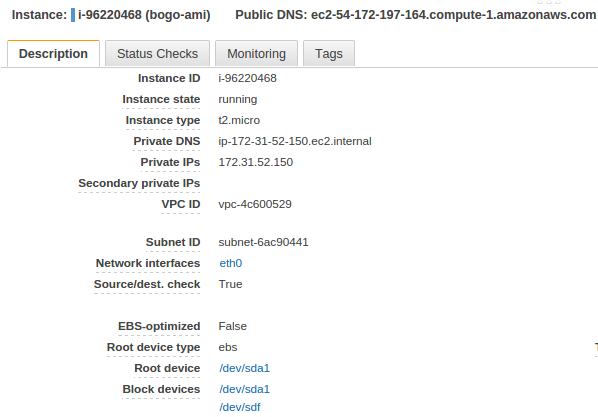 Instance: i-96220468 (bogo-ami) Public DNS: ec2-54-172-197-164.compute-1.amazonaws.com
Description Status Checks Monitoring Tags
Instance ID i-96220468
Instance state running
Instance type t2.micro
Private DNS ip-172-31-52-150.ec2.internal
Private IPs 172.31.52.150
Secondary private IPs
VPC ID vpc-4c600529
Subnet ID subnet-6ac90441
Network interfaces eth0
Source/dest. check True
EBS-optimized False
Root device type ebs
Root device /dev/sda1
Block devices /dev/sda1
/dev/sdf